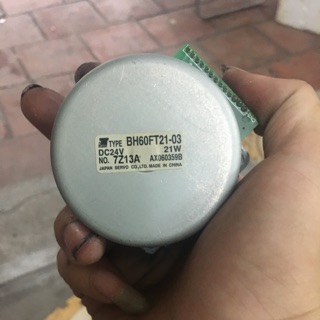 TYPE BH60FT21-03
DC24V 21W
NO. 7Z13A AX060359B
JAPAN SERVO CO.,LTD. MADE IN CHINA